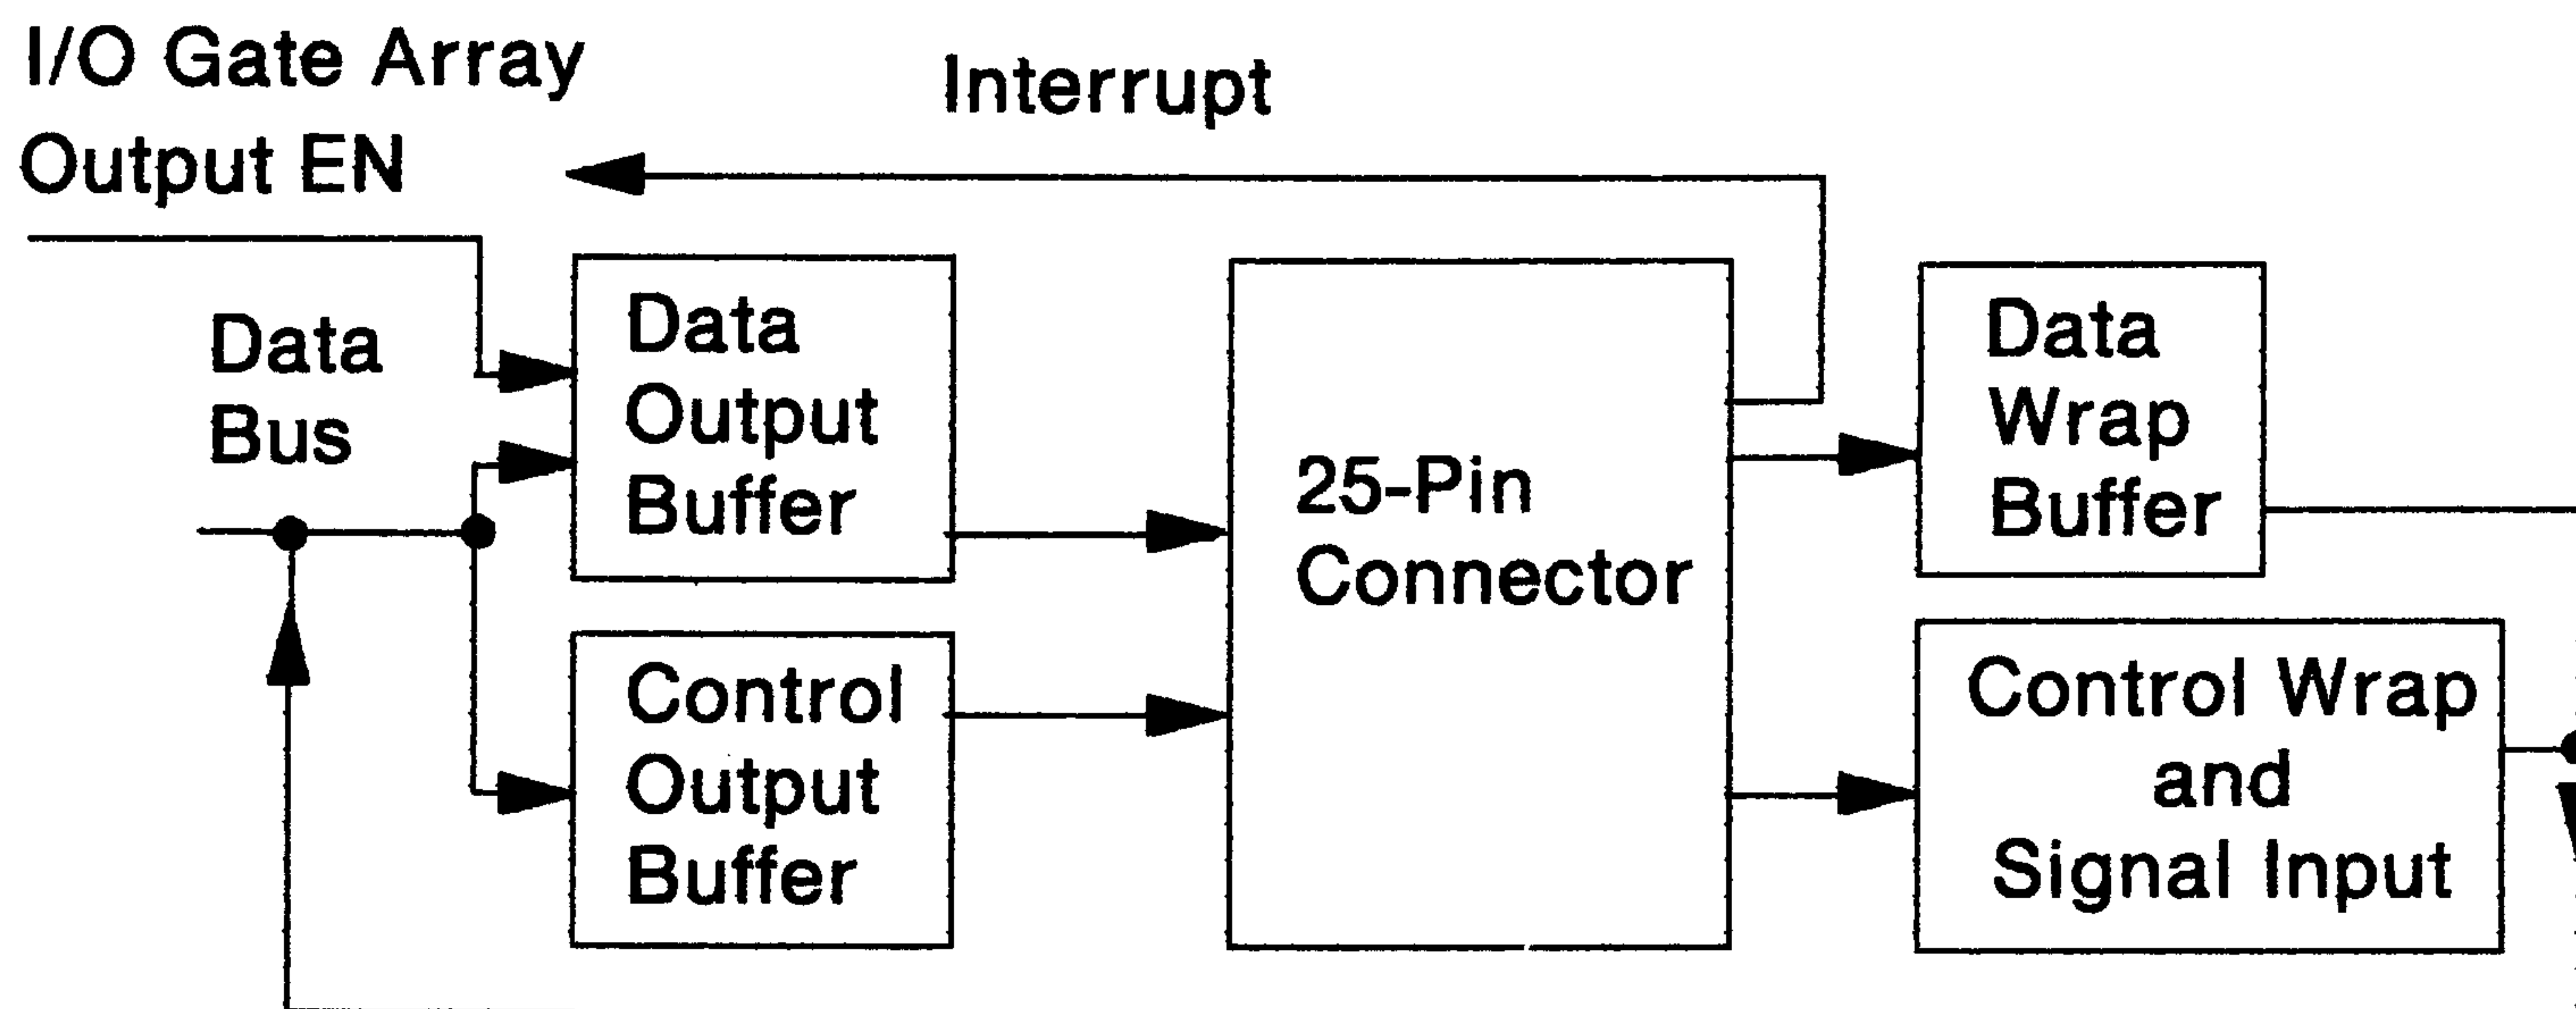 I/O Gate Array
Output EN
Interrupt
Data
Bus
Data
Output
Buffer
Control
Output
Buffer
25-Pin
Connector
Data
Wrap
Buffer
Control Wrap
and
Signal Input